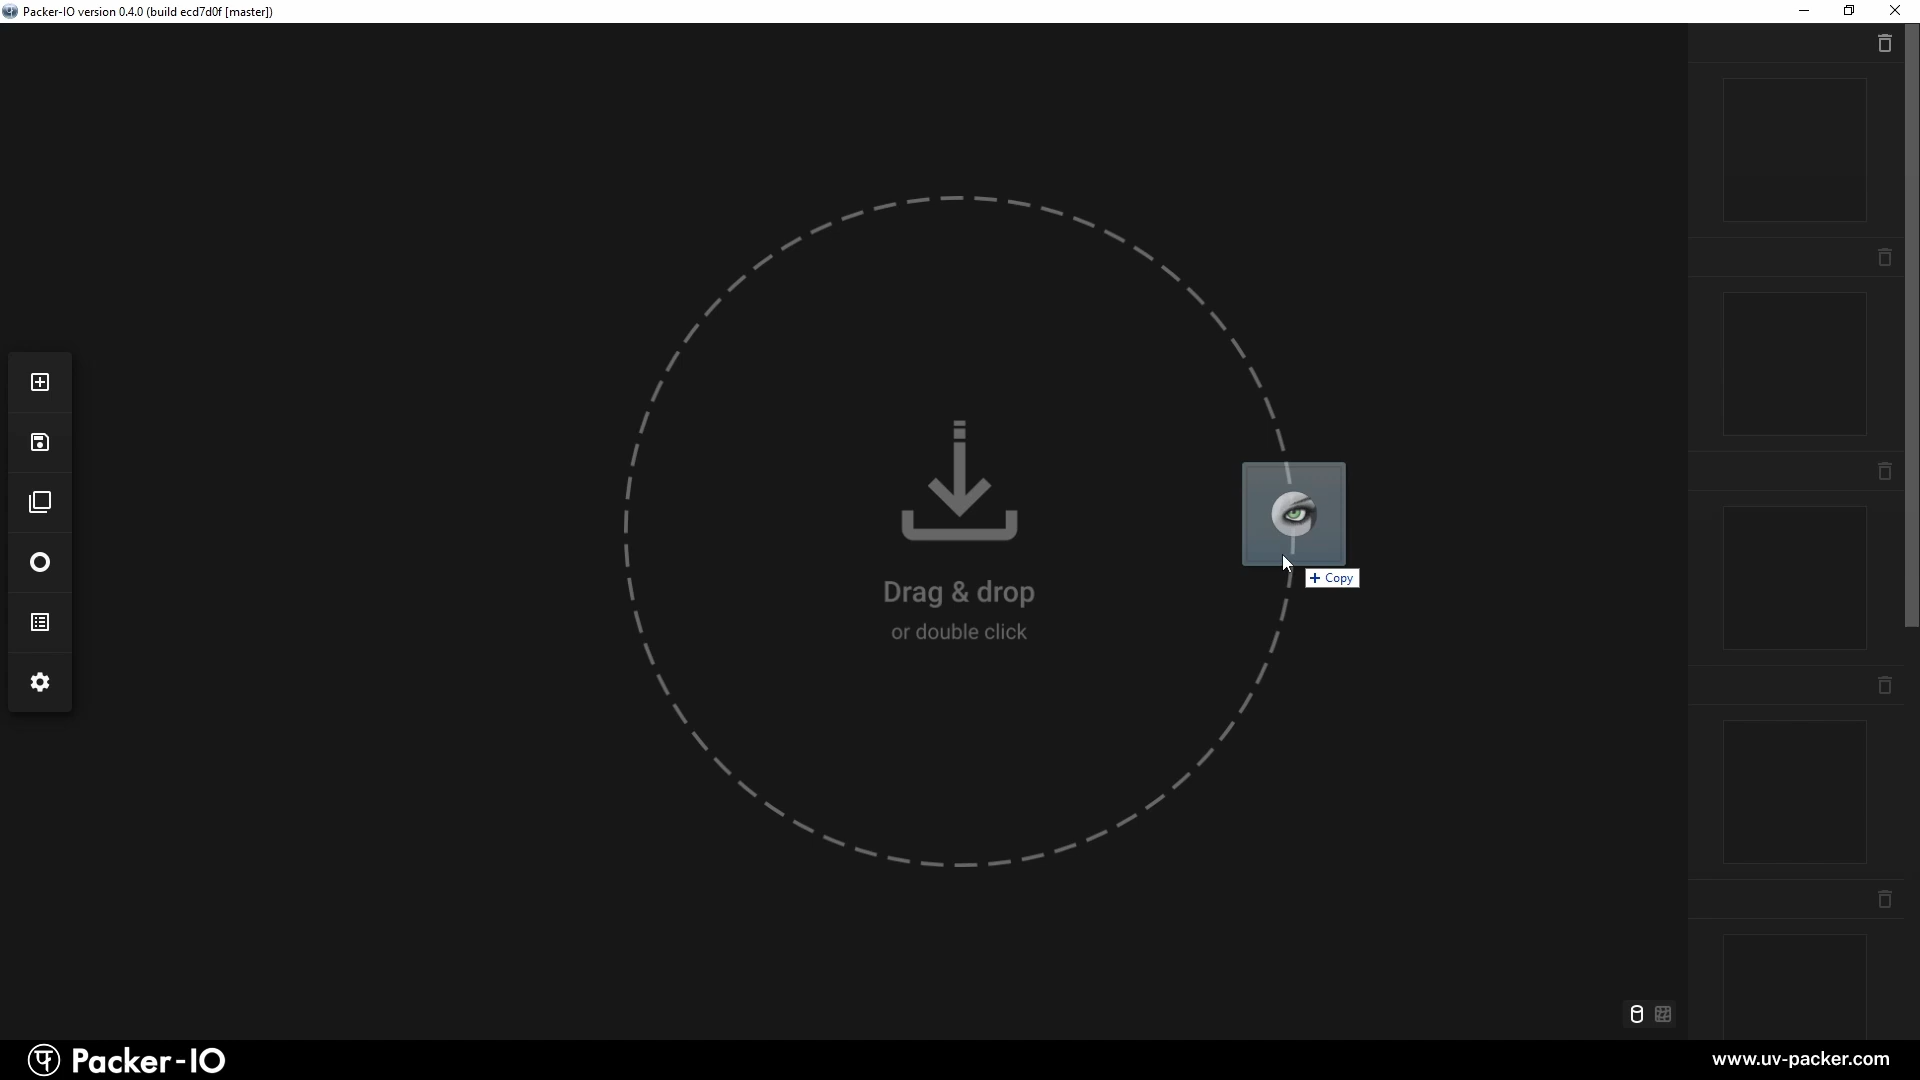 Packer-IO version 0.4.0 (build ecd7d0f [master])
Drag & drop
or double click
+ Copy
Packer-IO
www.uv-packer.com